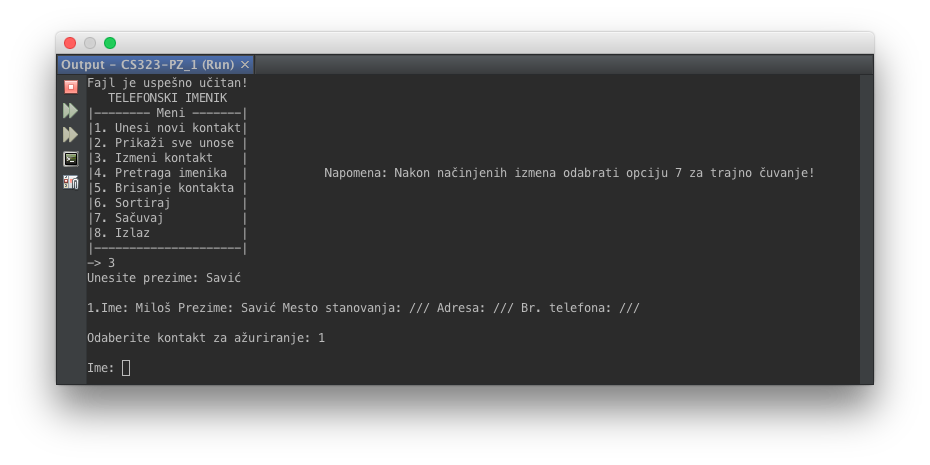 Output - CS323-PZ_1 (Run) ×
Fajl je uspešno učitan!
TELEFONSKI IMENIK
|-------- Meni -------|
|1. Unesi novi kontakt|
|2. Prikaži sve unose |
|3. Izmeni kontakt    |
|4. Pretraga imenika  |          Napomena: Nakon načinjenih izmena odabrati opciju 7 za trajno čuvanje!
|5. Brisanje kontakta |
|6. Sortiraj          |
|7. Sačuvaj           |
|8. Izlaz             |
|---------------------|
-> 3
Unesite prezime: Savić
1.Ime: Miloš Prezime: Savić Mesto stanovanja: /// Adresa: /// Br. telefona: ///
Odaberite kontakt za ažuriranje: 1
Ime: